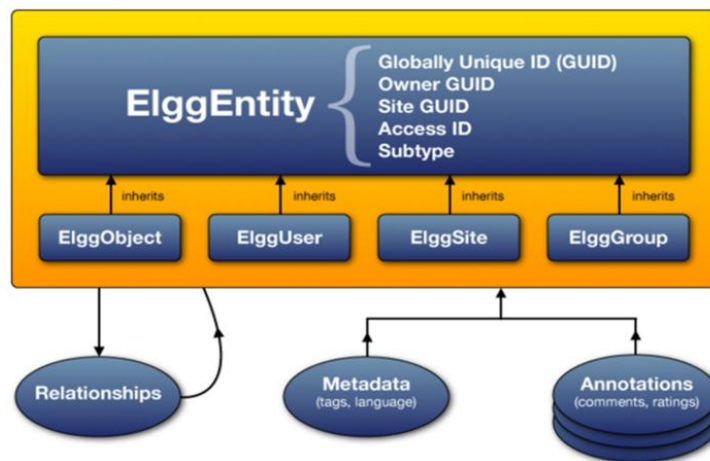 ElggEntity
Globally Unique ID (GUID)
Owner GUID
Site GUID
Access ID
Subtype
inherits
inherits
inherits
inherits
ElggObject
ElggUser
ElggSite
ElggGroup
Relationships
Metadata
(tags, language)
Annotations
(comments, ratings)